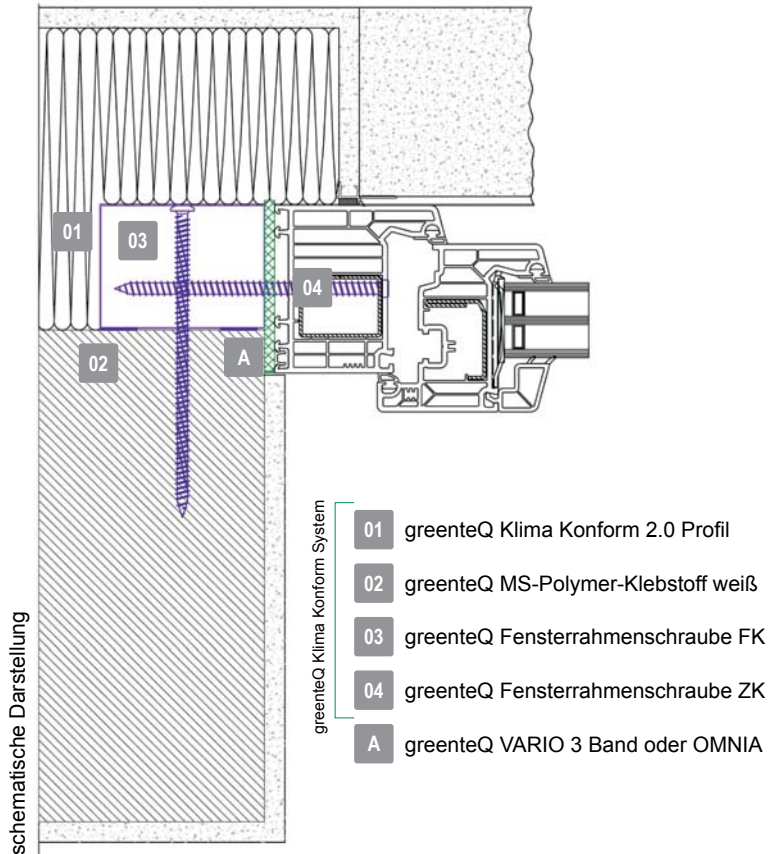 01
03
04
02
A
schematische Darstellung
greenteQ Klima Konform System
01 greenteQ Klima Konform 2.0 Profil
02 greenteQ MS-Polymer-Klebstoff weiß
03 greenteQ Fensterrahmenschraube FK
04 greenteQ Fensterrahmenschraube ZK
A greenteQ VARIO 3 Band oder OMNIA